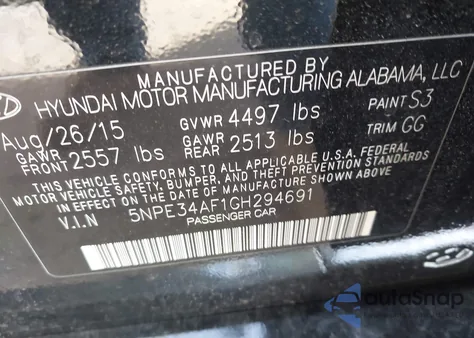 MANUFACTURED BY
HYUNDAI MOTOR MANUFACTURING ALABAMA, LLC
Aug/26/15 GVWR 4497 lbs PAINT S3
GAWR FRONT 2557 lbs GAWR REAR 2513 lbs TRIM GG
THIS VEHICLE CONFORMS TO ALL APPLICABLE U.S.A. FEDERAL
MOTOR VEHICLE SAFETY, BUMPER, AND THEFT PREVENTION STANDARDS
IN EFFECT ON THE DATE OF MANUFACTURE SHOWN ABOVE.
V.I.N 5NPE34AF1GH294691
PASSENGER CAR
autoSnap